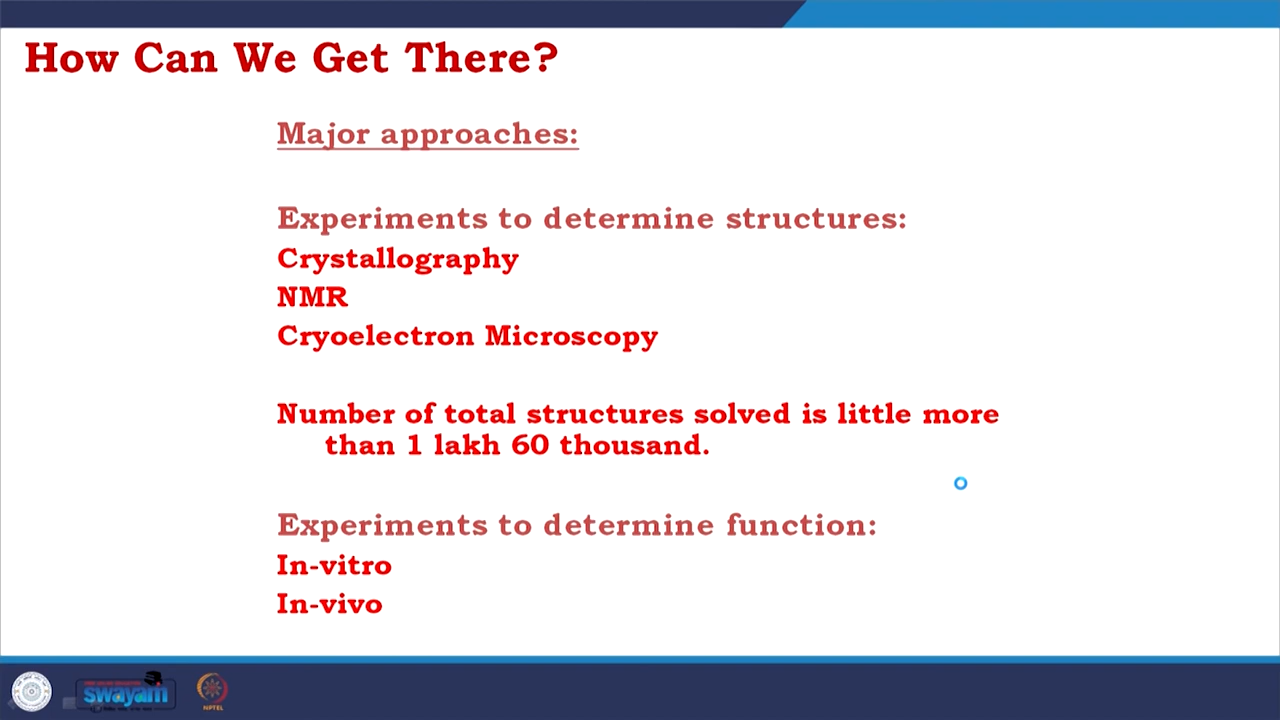 How Can We Get There?
Major approaches:
Experiments to determine structures:
Crystallography
NMR
Cryoelectron Microscopy
Number of total structures solved is little more
than 1 lakh 60 thousand.
Experiments to determine function:
In-vitro
In-vivo
swayam
NPTEL